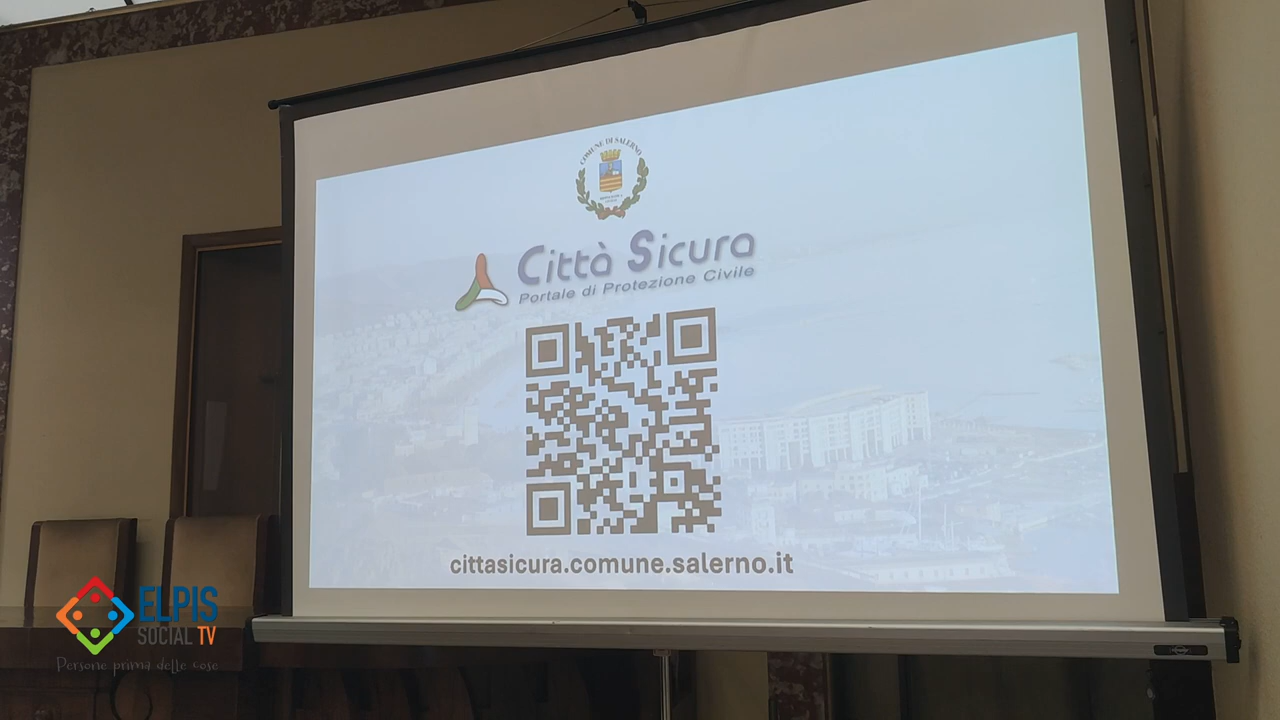 COMUNE DI SALERNO
Città Sicura
Portale di Protezione Civile
cittasicura.comune.salerno.it
ELPIS
SOCIAL TV
Persone prima delle cose